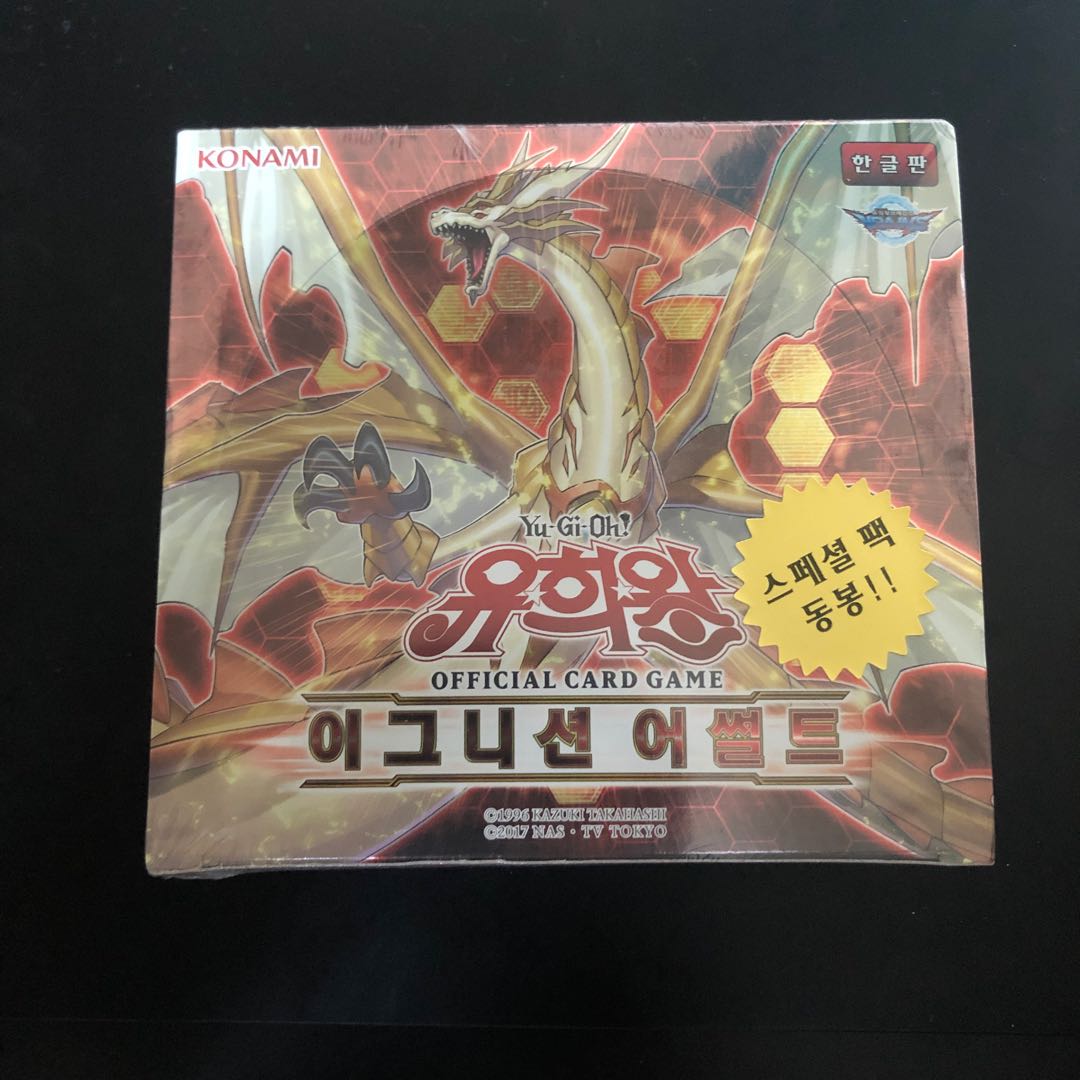 KONAMI
한글판
VRAINS
스페셜 팩
동봉!!
Yu-Gi-Oh!
유희왕
OFFICIAL CARD GAME
이그니션 어썰트
©1996 KAZUKI TAKAHASHI
©2017 NAS・TV TOKYO